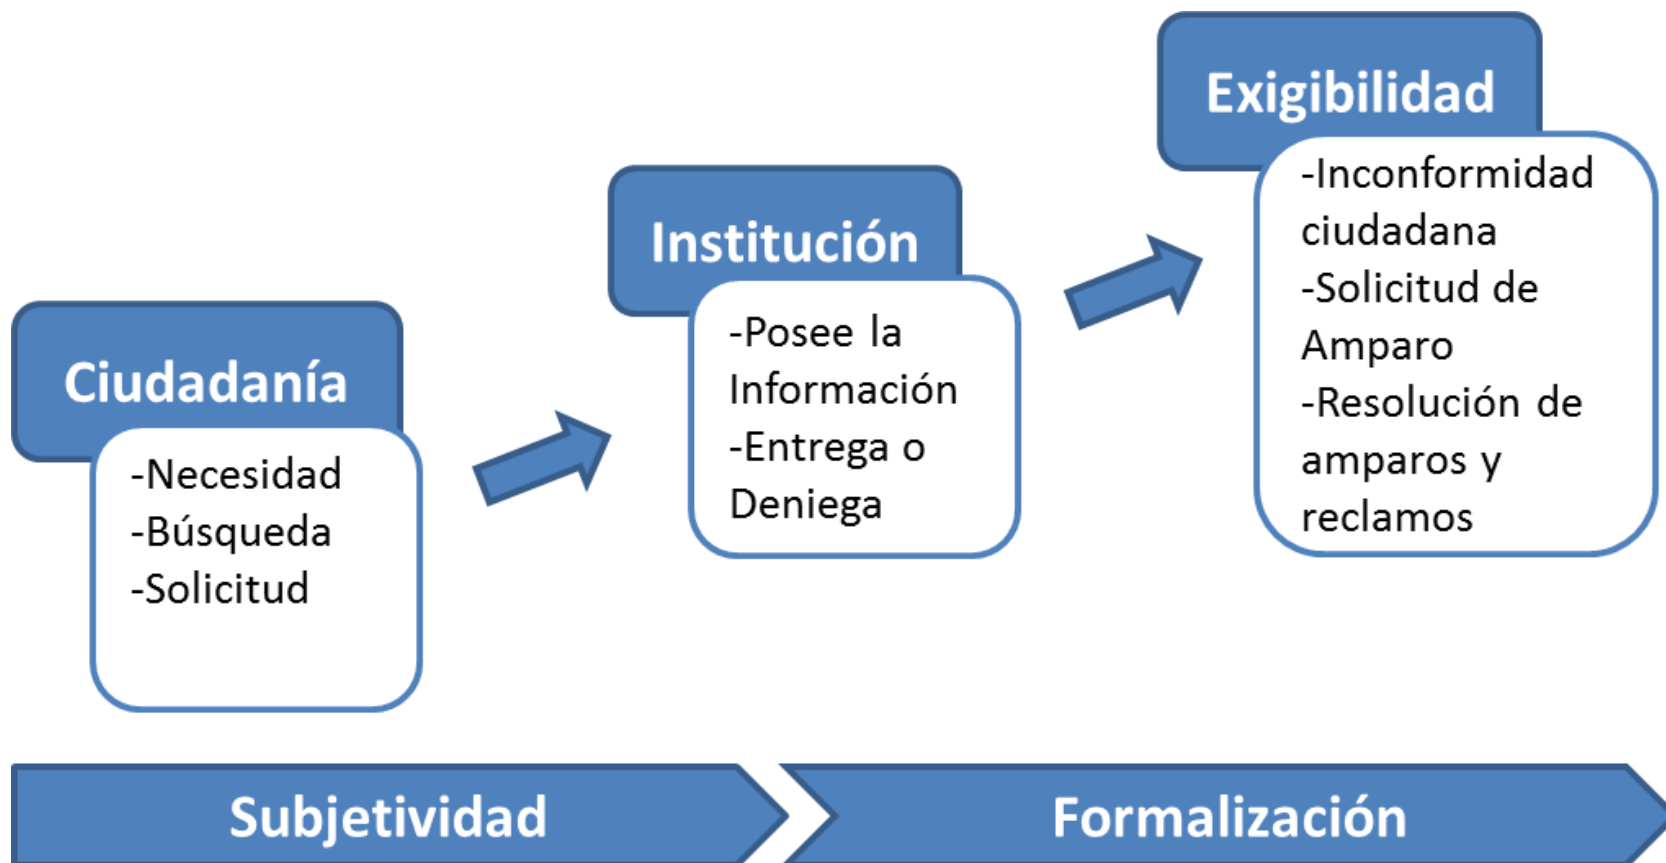 Ciudadanía
-Necesidad
-Búsqueda
-Solicitud
Institución
-Posee la
Información
-Entrega o
Deniega
Exigibilidad
-Inconformidad
ciudadana
-Solicitud de
Amparo
-Resolución de
amparos y
reclamos
Subjetividad
Formalización